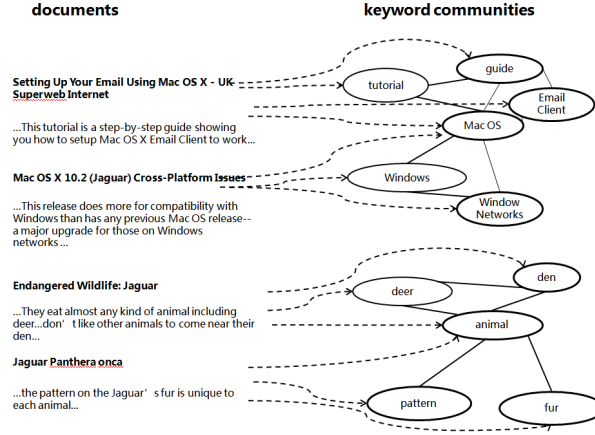 documents
keyword communities
Setting Up Your Email Using Mac OS X – UK
Superweb Internet
...This tutorial is a step-by-step guide showing
you how to setup Mac OS X Email Client to work...
Mac OS X 10.2 (Jaguar) Cross-Platform Issues
...This release does more for compatibility with
Windows than has any previous Mac OS release--
a major upgrade for those on Windows
networks ...
Endangered Wildlife: Jaguar
...They eat almost any kind of animal including
deer...don't like other animals to come near their
den...
Jaguar Panthera onca
...the pattern on the Jaguar's fur is unique to
each animal...
guide
tutorial
Email
Client
Mac OS
Windows
Window
Networks
den
deer
animal
pattern
fur